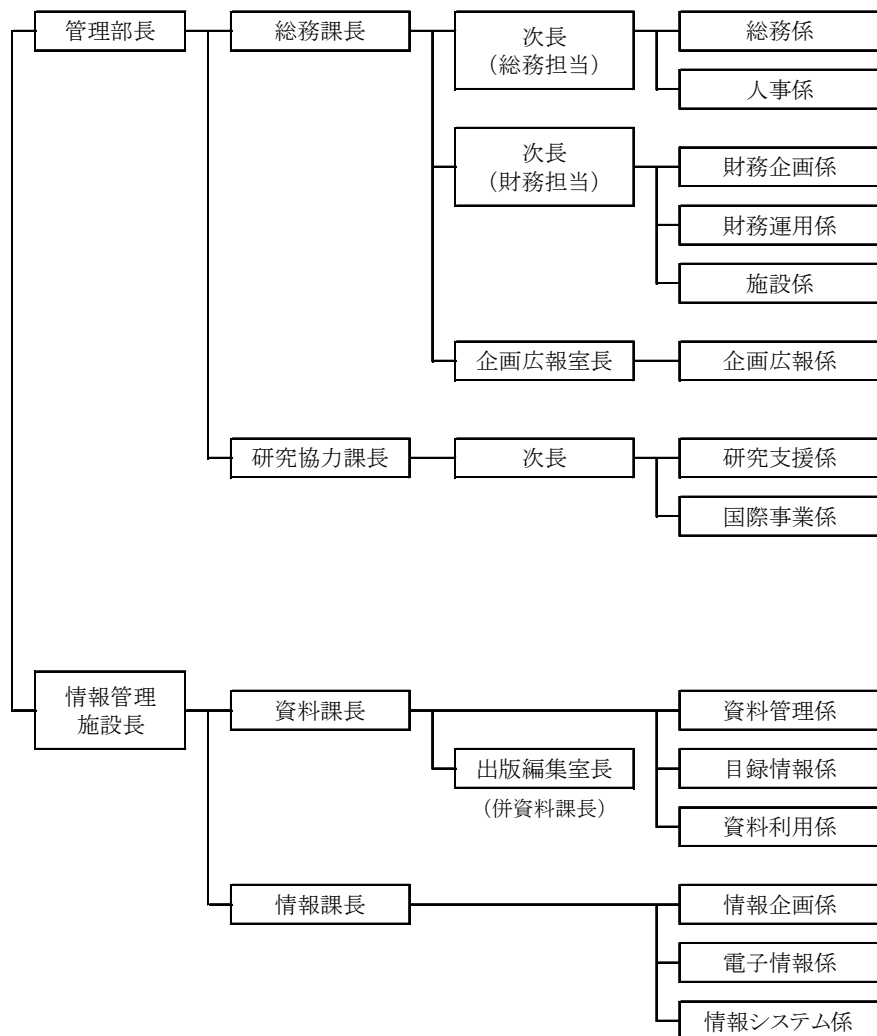 管理部長
総務課長
次長
（総務担当）
総務係
人事係
次長
（財務担当）
財務企画係
財務運用係
施設係
企画広報室長
企画広報係
研究協力課長
次長
研究支援係
国際事業係
情報管理
施設長
資料課長
資料管理係
出版編集室長
（併資料課長）
目録情報係
資料利用係
情報課長
情報企画係
電子情報係
情報システム係